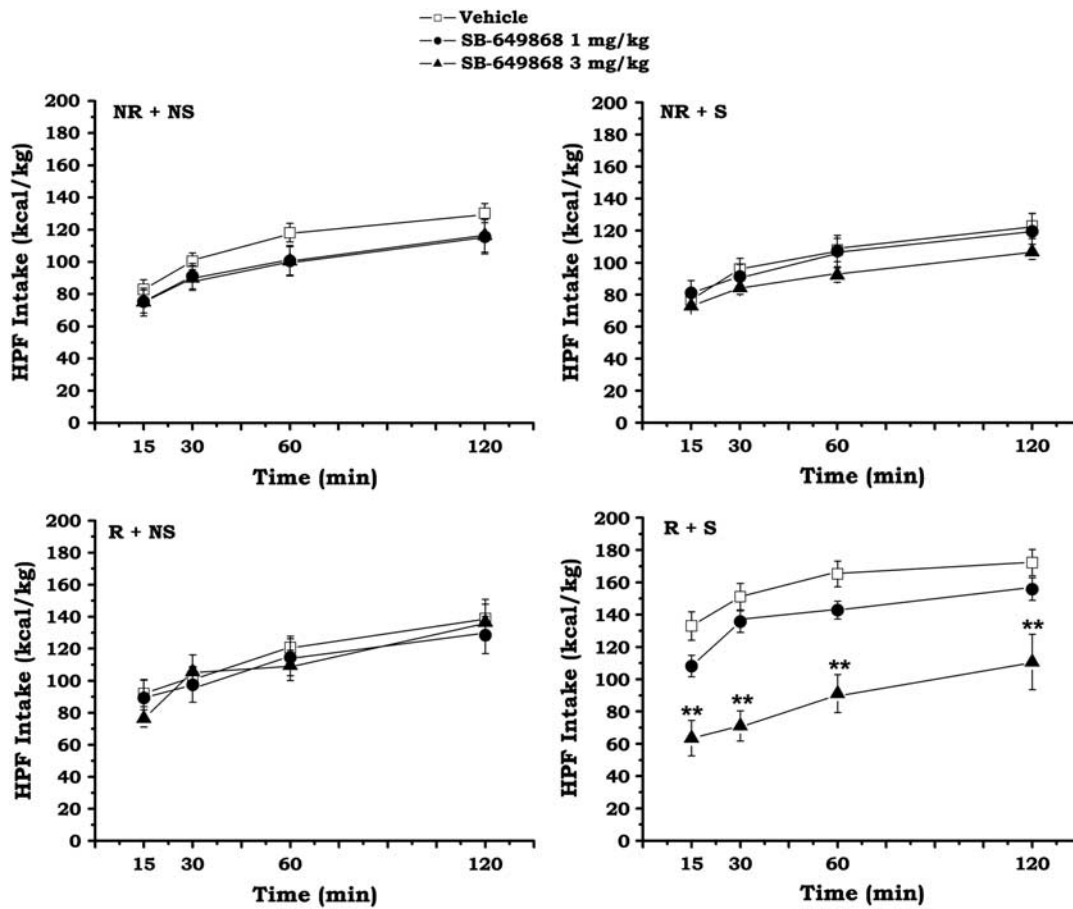 Vehicle
SB-649868 1 mg/kg
SB-649868 3 mg/kg
NR + NS
HPF Intake (kcal/kg)
200
180
160
140
120
100
80
60
40
20
0
15 30 60 120
Time (min)
NR + S
HPF Intake (kcal/kg)
200
180
160
140
120
100
80
60
40
20
0
15 30 60 120
Time (min)
R + NS
HPF Intake (kcal/kg)
200
180
160
140
120
100
80
60
40
20
0
15 30 60 120
Time (min)
R + S
HPF Intake (kcal/kg)
200
180
160
140
120
100
80
60
40
20
0
** ** ** **
15 30 60 120
Time (min)